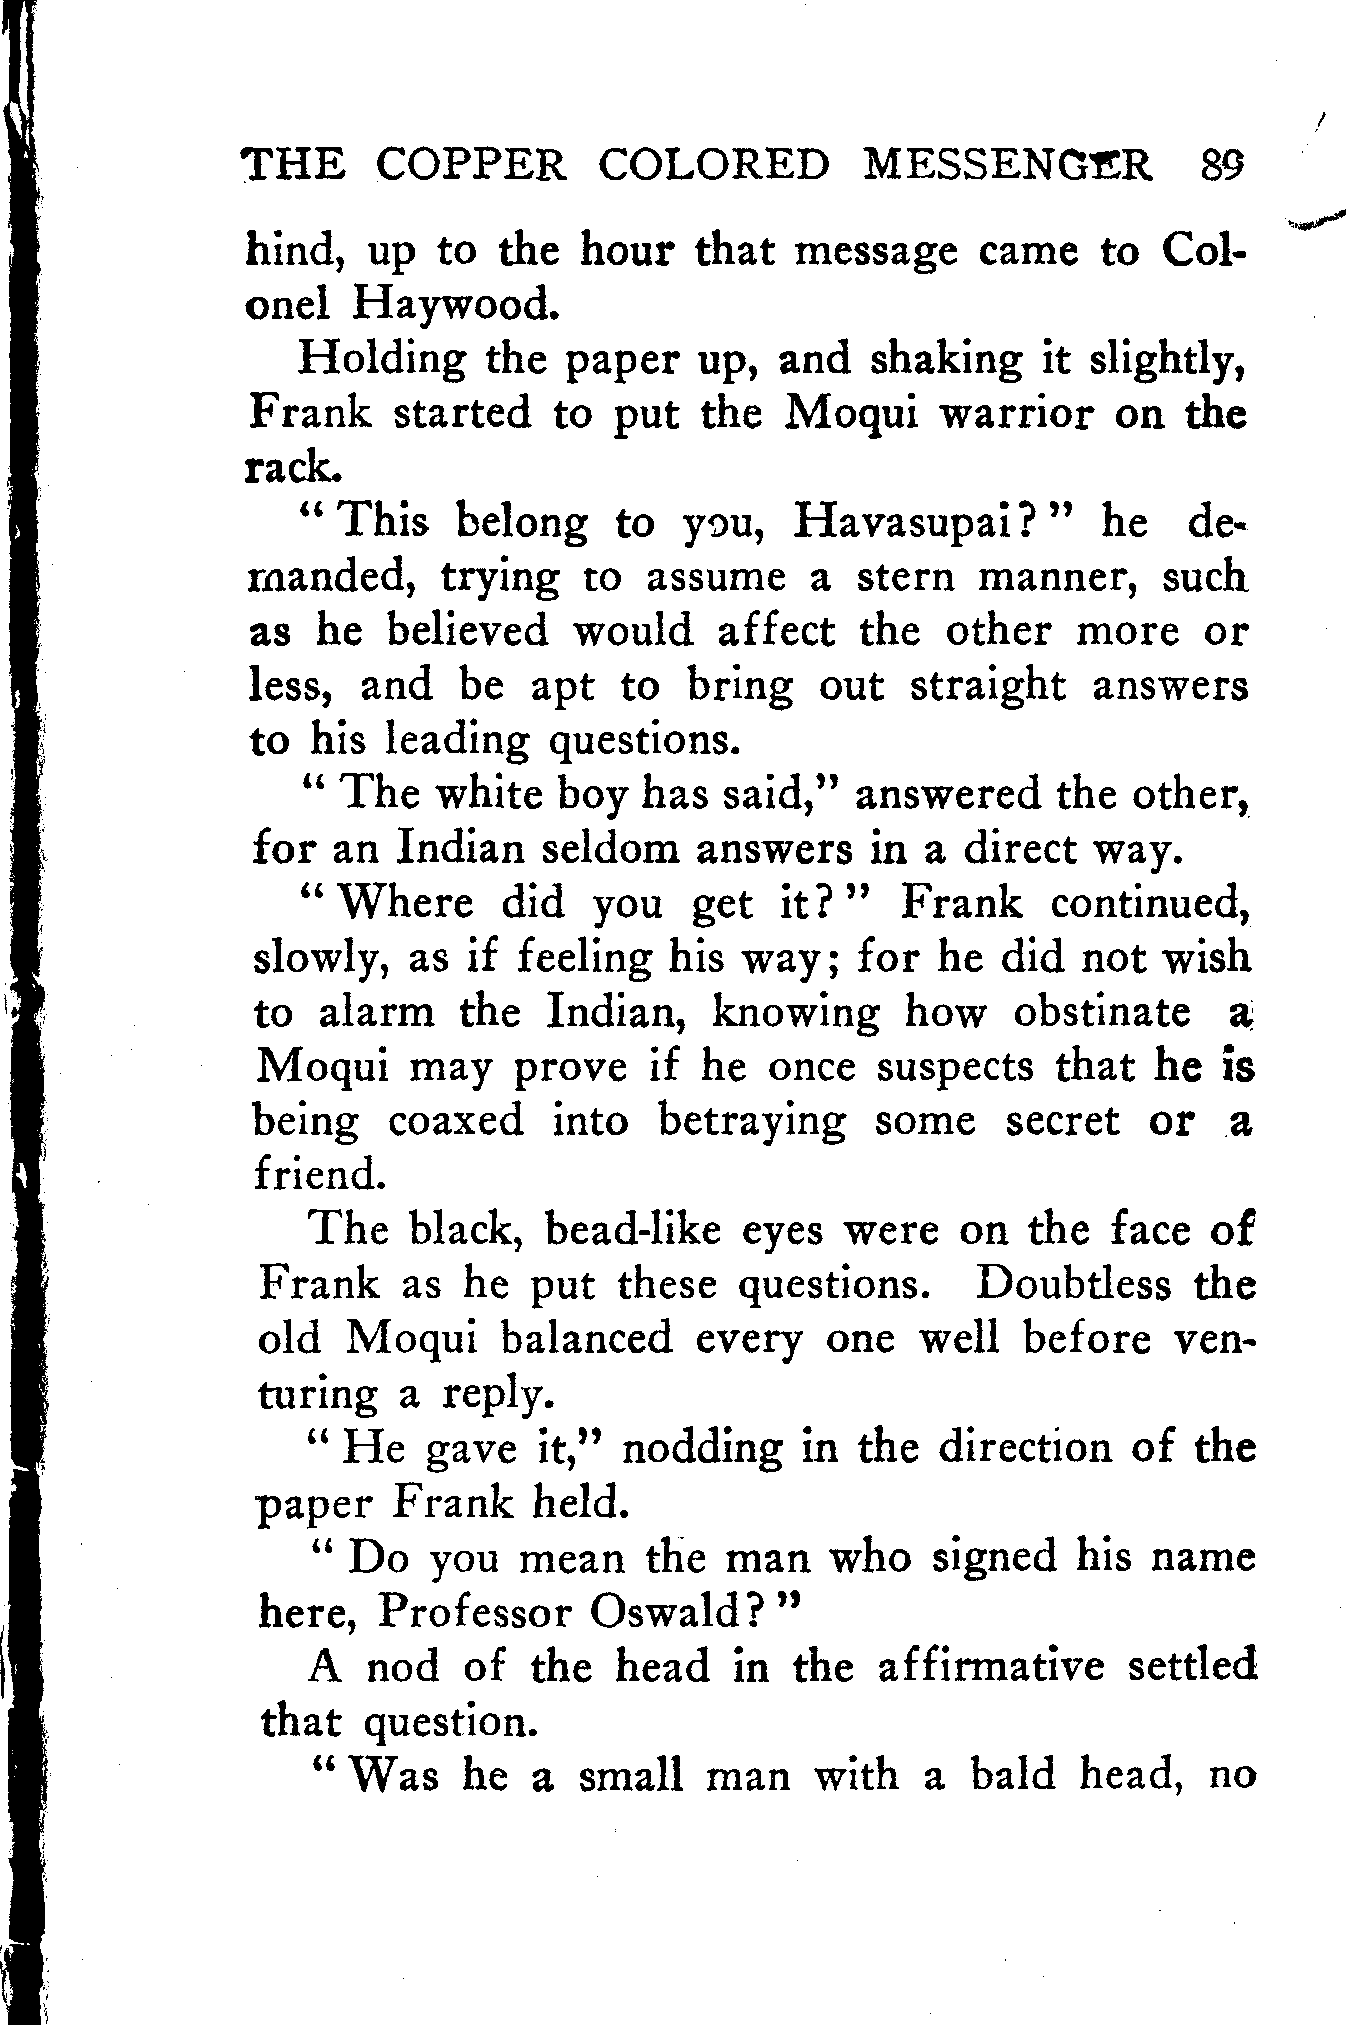 THE COPPER COLORED MESSENGER 89
hind, up to the hour that message came to Col-
onel Haywood.
Holding the paper up, and shaking it slightly,
Frank started to put the Moqui warrior on the
rack.
“ This belong to you, Havasupai? ” he de-
manded, trying to assume a stern manner, such
as he believed would affect the other more or
less, and be apt to bring out straight answers
to his leading questions.
“ The white boy has said,” answered the other,
for an Indian seldom answers in a direct way.
“ Where did you get it? ” Frank continued,
slowly, as if feeling his way; for he did not wish
to alarm the Indian, knowing how obstinate a
Moqui may prove if he once suspects that he is
being coaxed into betraying some secret or a
friend.
The black, bead-like eyes were on the face of
Frank as he put these questions. Doubtless the
old Moqui balanced every one well before ven-
turing a reply.
“ He gave it,” nodding in the direction of the
paper Frank held.
“ Do you mean the man who signed his name
here, Professor Oswald? ”
A nod of the head in the affirmative settled
that question.
“ Was he a small man with a bald head, no